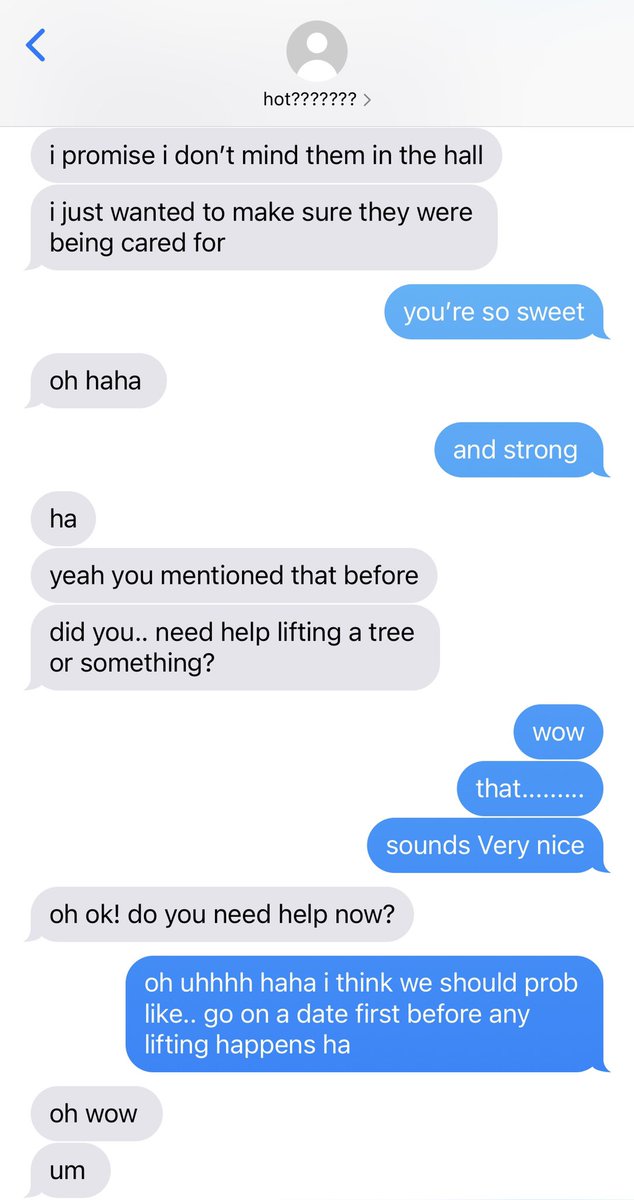 hot???????
i promise i don’t mind them in the hall
i just wanted to make sure they were
being cared for
you’re so sweet
oh haha
and strong
ha
yeah you mentioned that before
did you.. need help lifting a tree
or something?
wow
that.........
sounds Very nice
oh ok! do you need help now?
oh uhhhh haha i think we should prob
like.. go on a date first before any
lifting happens ha
oh wow
um